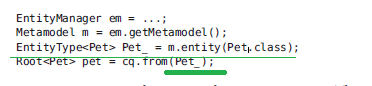 EntityManager em = ...;
Metamodel m = em.getMetamodel();
EntityType<Pet> Pet_ = m.entity(Pet.class);
Root<Pet> pet = cq.from(Pet_);